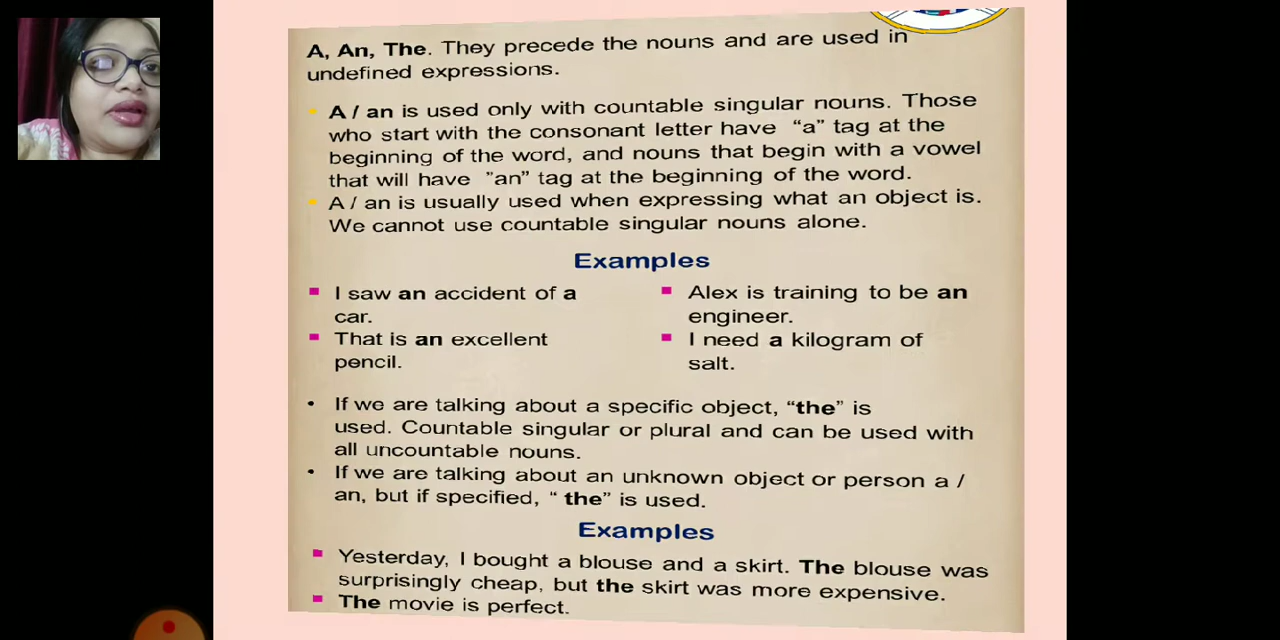 A, An, The. They precede the nouns and are used in
undefined expressions.
A / an is used only with countable singular nouns. Those
who start with the consonant letter have “a” tag at the
beginning of the word, and nouns that begin with a vowel
that will have ”an” tag at the beginning of the word.
A / an is usually used when expressing what an object is.
We cannot use countable singular nouns alone.
Examples
I saw an accident of a
car.
That is an excellent
pencil.
Alex is training to be an
engineer.
I need a kilogram of
salt.
If we are talking about a specific object, “the” is
used. Countable singular or plural and can be used with
all uncountable nouns.
If we are talking about an unknown object or person a /
an, but if specified, “ the” is used.
Examples
Yesterday, I bought a blouse and a skirt. The blouse was
surprisingly cheap, but the skirt was more expensive.
The movie is perfect.